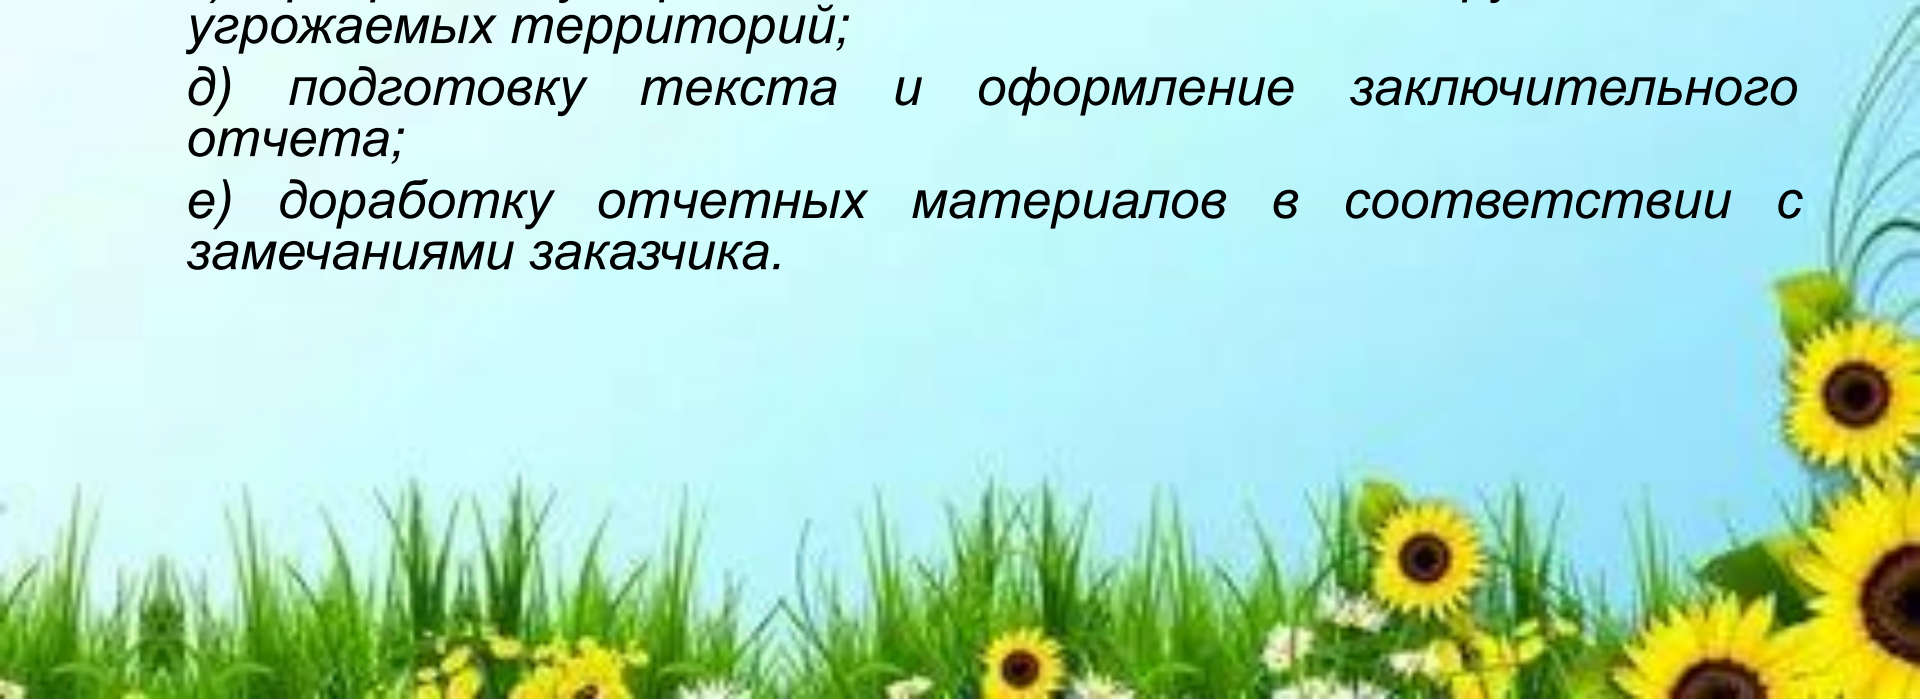 угрожаемых территорий;
д) подготовку текста и оформление заключительного
отчета;
е) доработку отчетных материалов в соответствии с
замечаниями заказчика.